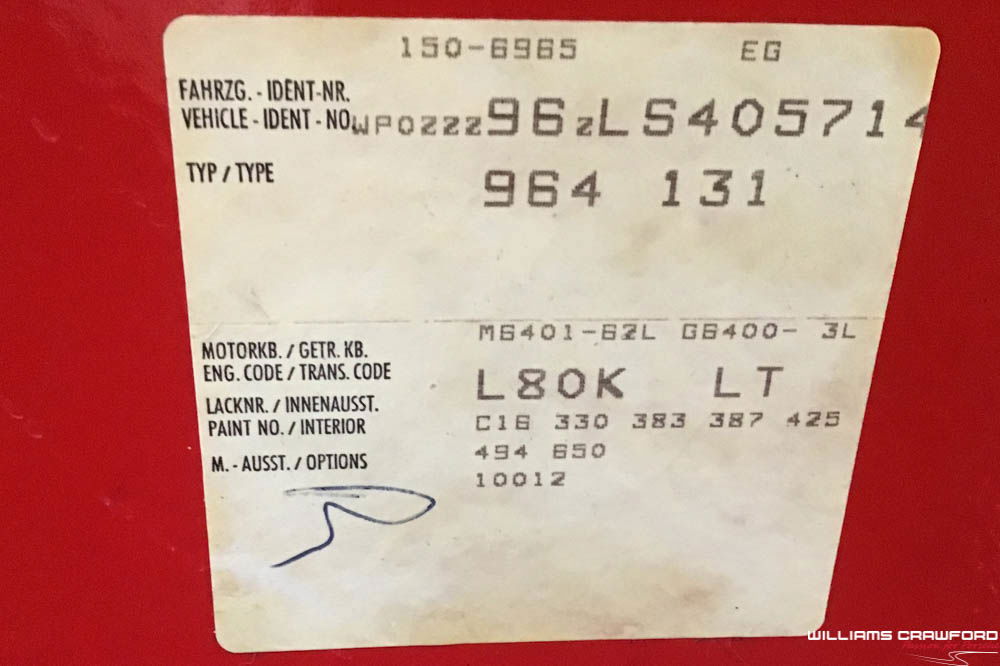 150-6965 EG
FAHRZG. - IDENT-NR.
VEHICLE - IDENT - NO. WP0ZZZ96ZLS405714
TYP / TYPE 964 131
M6401-62L G6400- 3L
MOTORKB. / GETR. KB.
ENG. CODE / TRANS. CODE
L80K LT
LACKNR. / INNENAUSST.
PAINT NO. / INTERIOR
C16 330 383 387 425
494 650
M. - AUSST. / OPTIONS
10012
WILLIAMS CRAWFORD